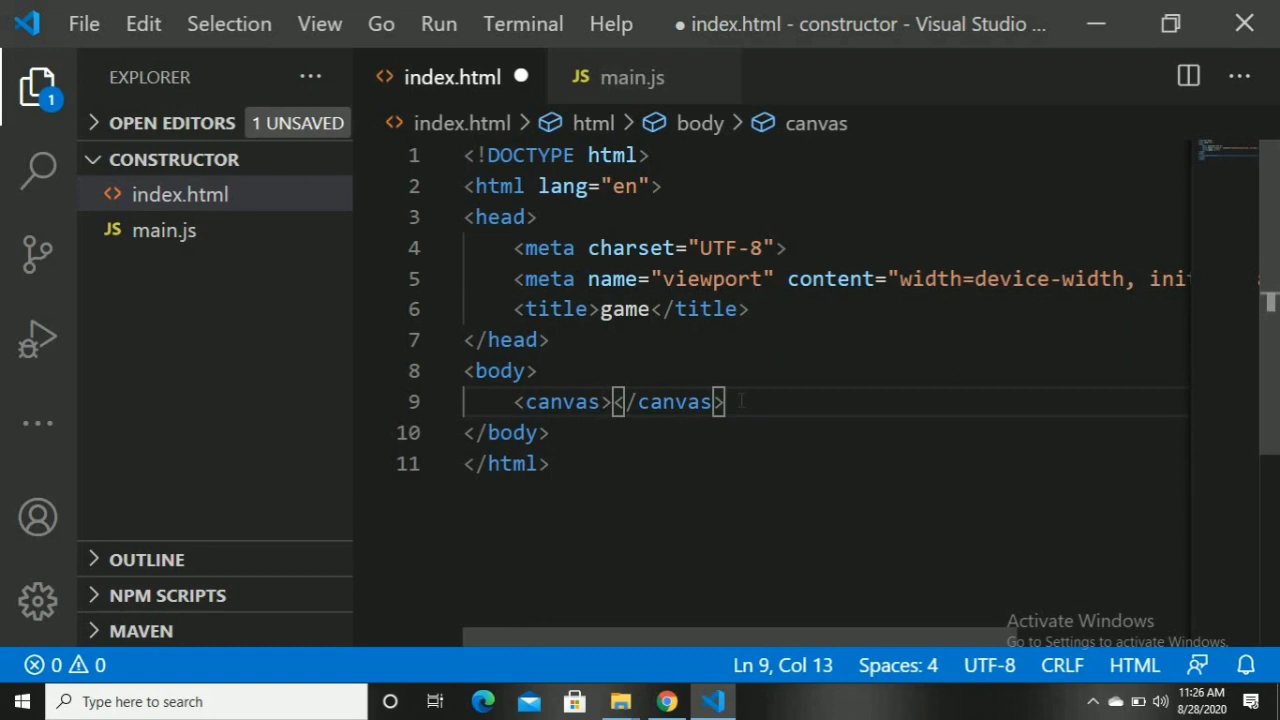 File Edit Selection View Go Run Terminal Help ● index.html - constructor - Visual Studio ...
1
EXPLORER ...
index.html ●
JS main.js
...
OPEN EDITORS 1 UNSAVED
CONSTRUCTOR
index.html
JS main.js
index.html > html > body > canvas
1 <!DOCTYPE html>
2 <html lang="en">
3 <head>
4 <meta charset="UTF-8">
5 <meta name="viewport" content="width=device-width, init
6 <title>game</title>
7 </head>
8 <body>
9 <canvas></canvas>
10 </body>
11 </html>
OUTLINE
NPM SCRIPTS
MAVEN
Activate Windows
Go to Settings to activate Windows.
0 0 Ln 9, Col 13 Spaces: 4 UTF-8 CRLF HTML
Type here to search
11:26 AM
8/28/2020